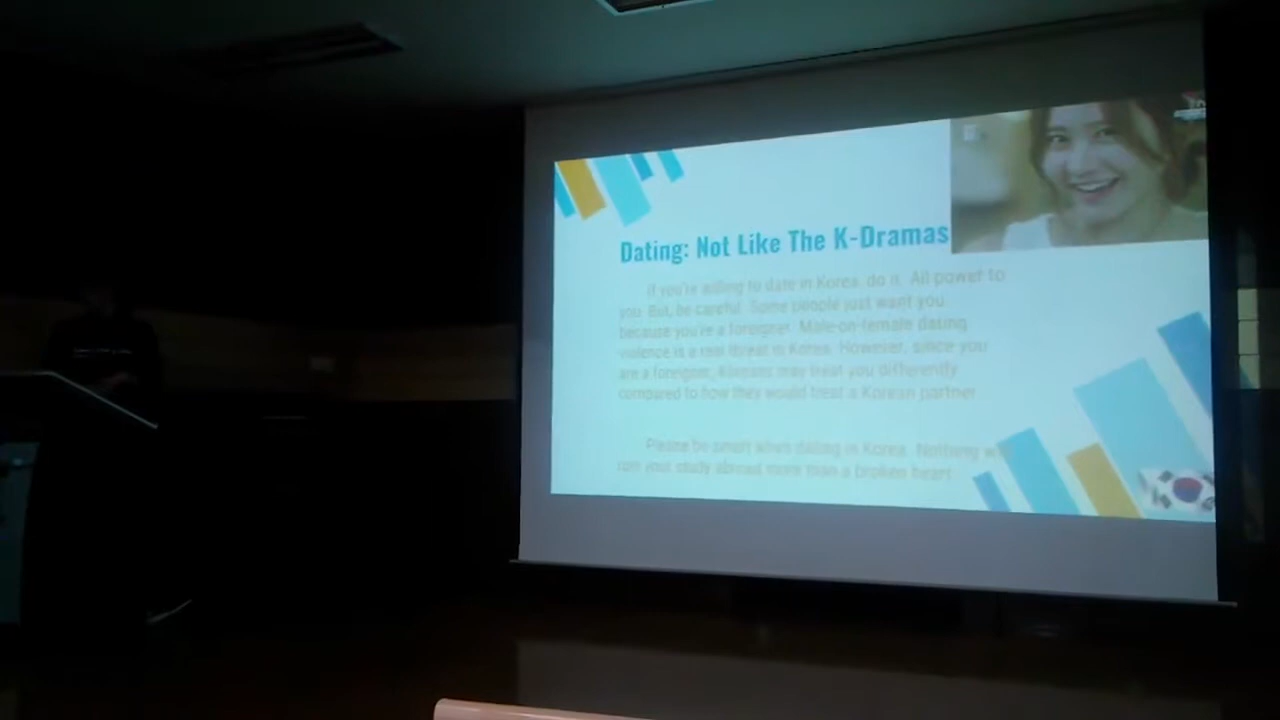 Dating: Not Like The K-Dramas
If you're willing to date in Korea, do it. All power to
you. But, be careful. Some people just want you
because you're a foreigner. Male-on-female dating
violence is a real threat in Korea. However, since you
are a foreigner, Koreans may treat you differently
compared to how they would treat a Korean partner.
Please be smart when dating in Korea. Nothing
ruin your study abroad more than a broken heart.